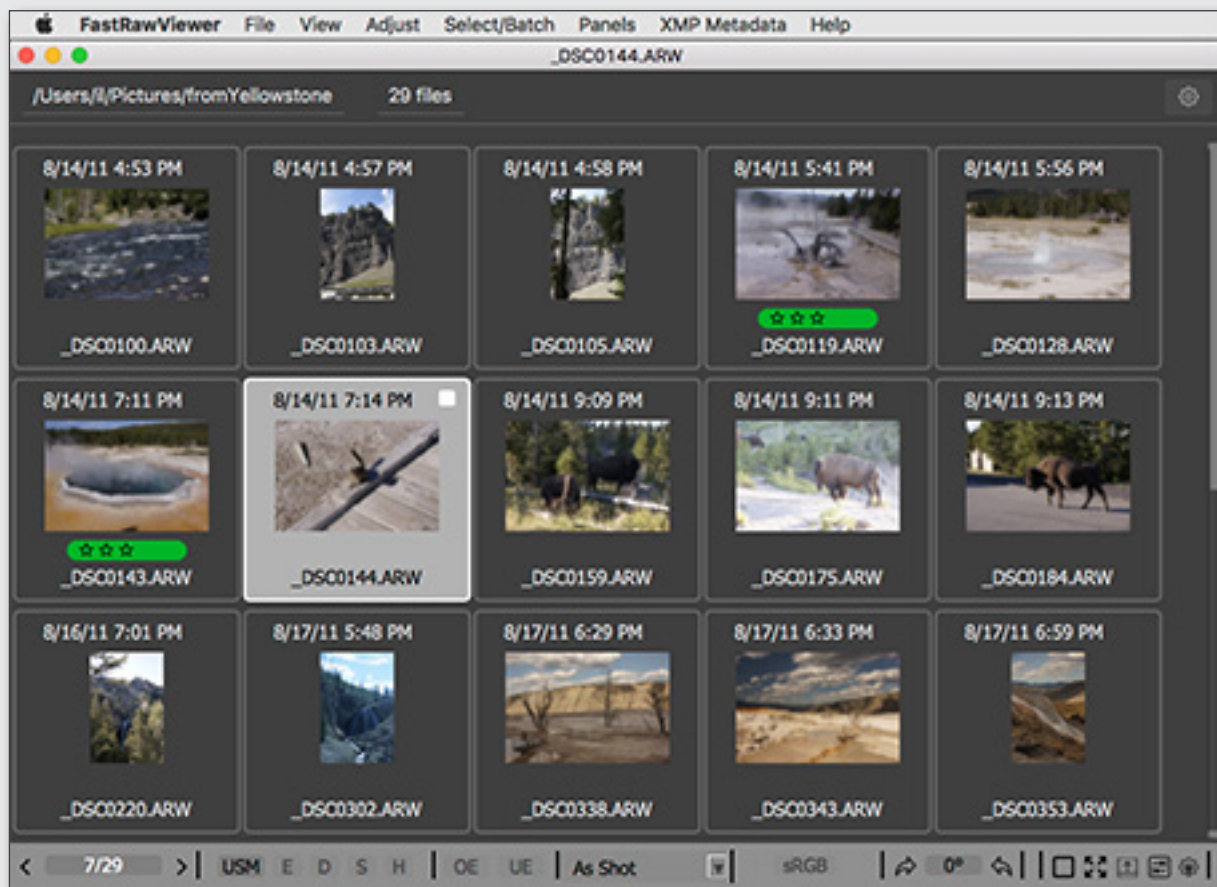 FastRawViewer File View Adjust Select/Batch Panels XMP Metadata Help
_DSC0144.ARW
/Users/il/Pictures/fromYellowstone 29 files
8/14/11 4:53 PM 8/14/11 4:57 PM 8/14/11 4:58 PM 8/14/11 5:41 PM 8/14/11 5:56 PM
_DSC0100.ARW _DSC0103.ARW _DSC0105.ARW _DSC0119.ARW _DSC0128.ARW
8/14/11 7:11 PM 8/14/11 7:14 PM 8/14/11 9:09 PM 8/14/11 9:11 PM 8/14/11 9:13 PM
_DSC0143.ARW _DSC0144.ARW _DSC0159.ARW _DSC0175.ARW _DSC0184.ARW
8/16/11 7:01 PM 8/17/11 5:48 PM 8/17/11 6:29 PM 8/17/11 6:33 PM 8/17/11 6:59 PM
_DSC0220.ARW _DSC0302.ARW _DSC0338.ARW _DSC0343.ARW _DSC0353.ARW
7/29 USM E D S H OE UE As Shot sRGB 0°